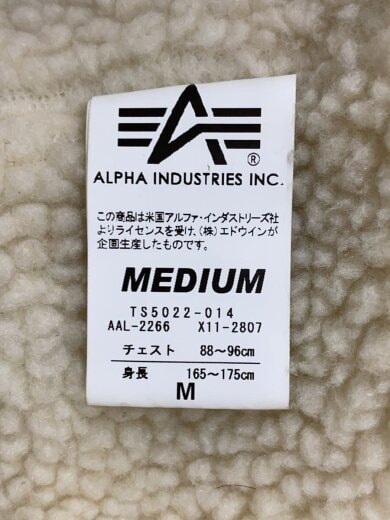 ®
ALPHA INDUSTRIES INC.
この商品は米国アルファ・インダストリーズ社
よりライセンスを受け、(株)エドウインが
企画生産したものです。
MEDIUM
TS5022-014
AAL-2266 X11-2807
チェスト 88~96cm
身長 165~175cm
M